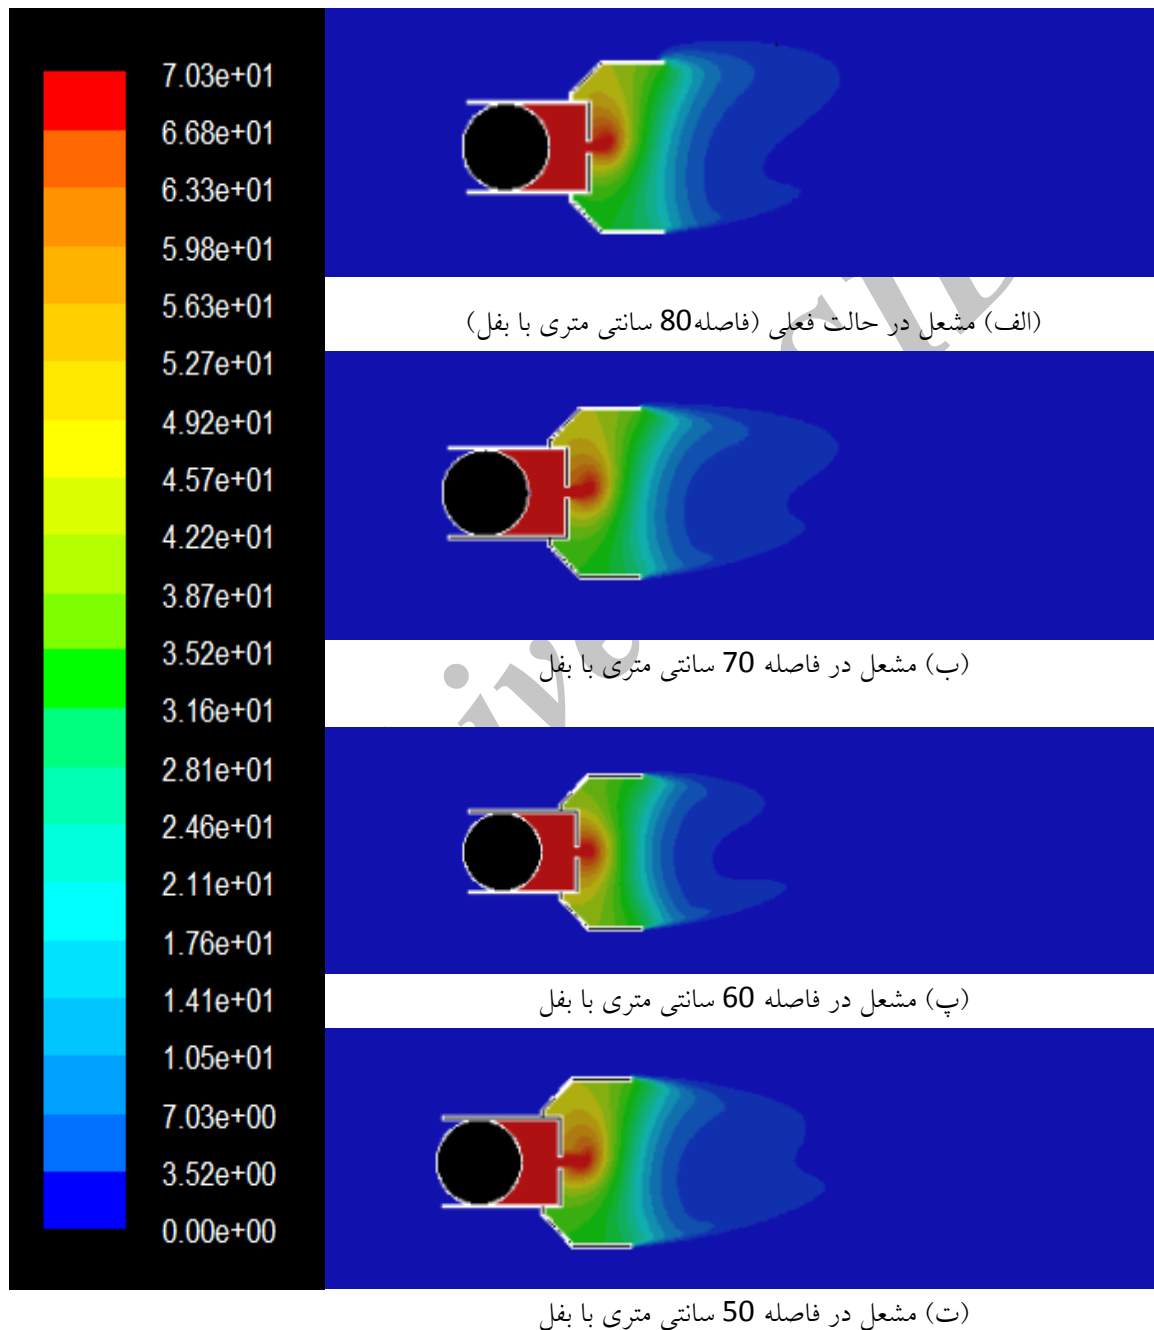 7.03e+01
6.68e+01
6.33e+01
5.98e+01
5.63e+01
5.27e+01
4.92e+01
4.57e+01
4.22e+01
3.87e+01
3.52e+01
3.16e+01
2.81e+01
2.46e+01
2.11e+01
1.76e+01
1.41e+01
1.05e+01
7.03e+00
3.52e+00
0.00e+00
(الف) مشعل در حالت فعلی (فاصله80 سانتی متری با بفل)
(ب) مشعل در فاصله 70 سانتی متری با بفل
(پ) مشعل در فاصله 60 سانتی متری با بفل
(ت) مشعل در فاصله 50 سانتی متری با بفل